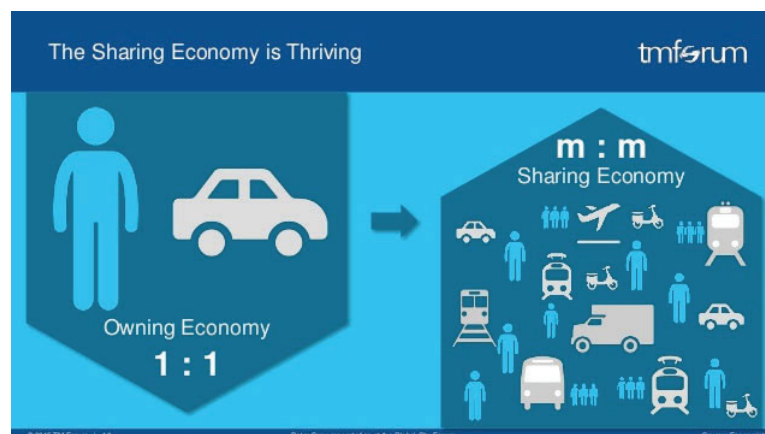 The Sharing Economy is Thriving
tmforum
m : m
Sharing Economy
Owning Economy
1 : 1